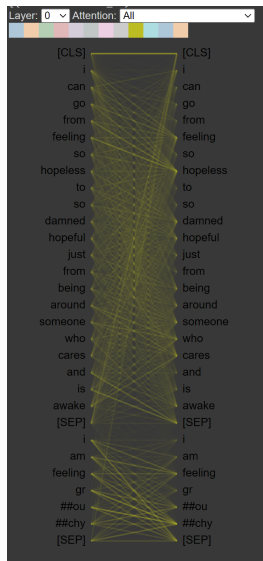 Layer: 0 Attention: All
[CLS] [CLS]
i i
can can
go go
from from
feeling feeling
so so
hopeless hopeless
to to
so so
damned damned
hopeful hopeful
just just
from from
being being
around around
someone someone
who who
cares cares
and and
is is
awake awake
[SEP] [SEP]
i i
am am
feeling feeling
gr gr
##ou ##ou
##chy ##chy
[SEP] [SEP]